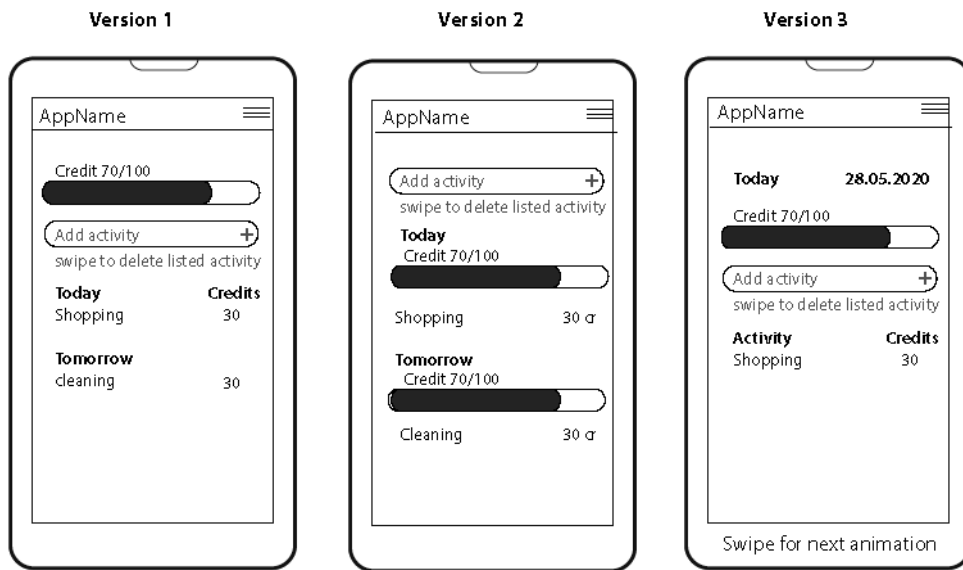 Version 1
AppName
Credit 70/100
Add activity +
swipe to delete listed activity
Today Credits
Shopping 30
Tomorrow
cleaning 30
Version 2
AppName
Add activity +
swipe to delete listed activity
Today
Credit 70/100
Shopping 30 cr
Tomorrow
Credit 70/100
Cleaning 30 cr
Version 3
AppName
Today 28.05.2020
Credit 70/100
Add activity +
swipe to delete listed activity
Activity Credits
Shopping 30
Swipe for next animation